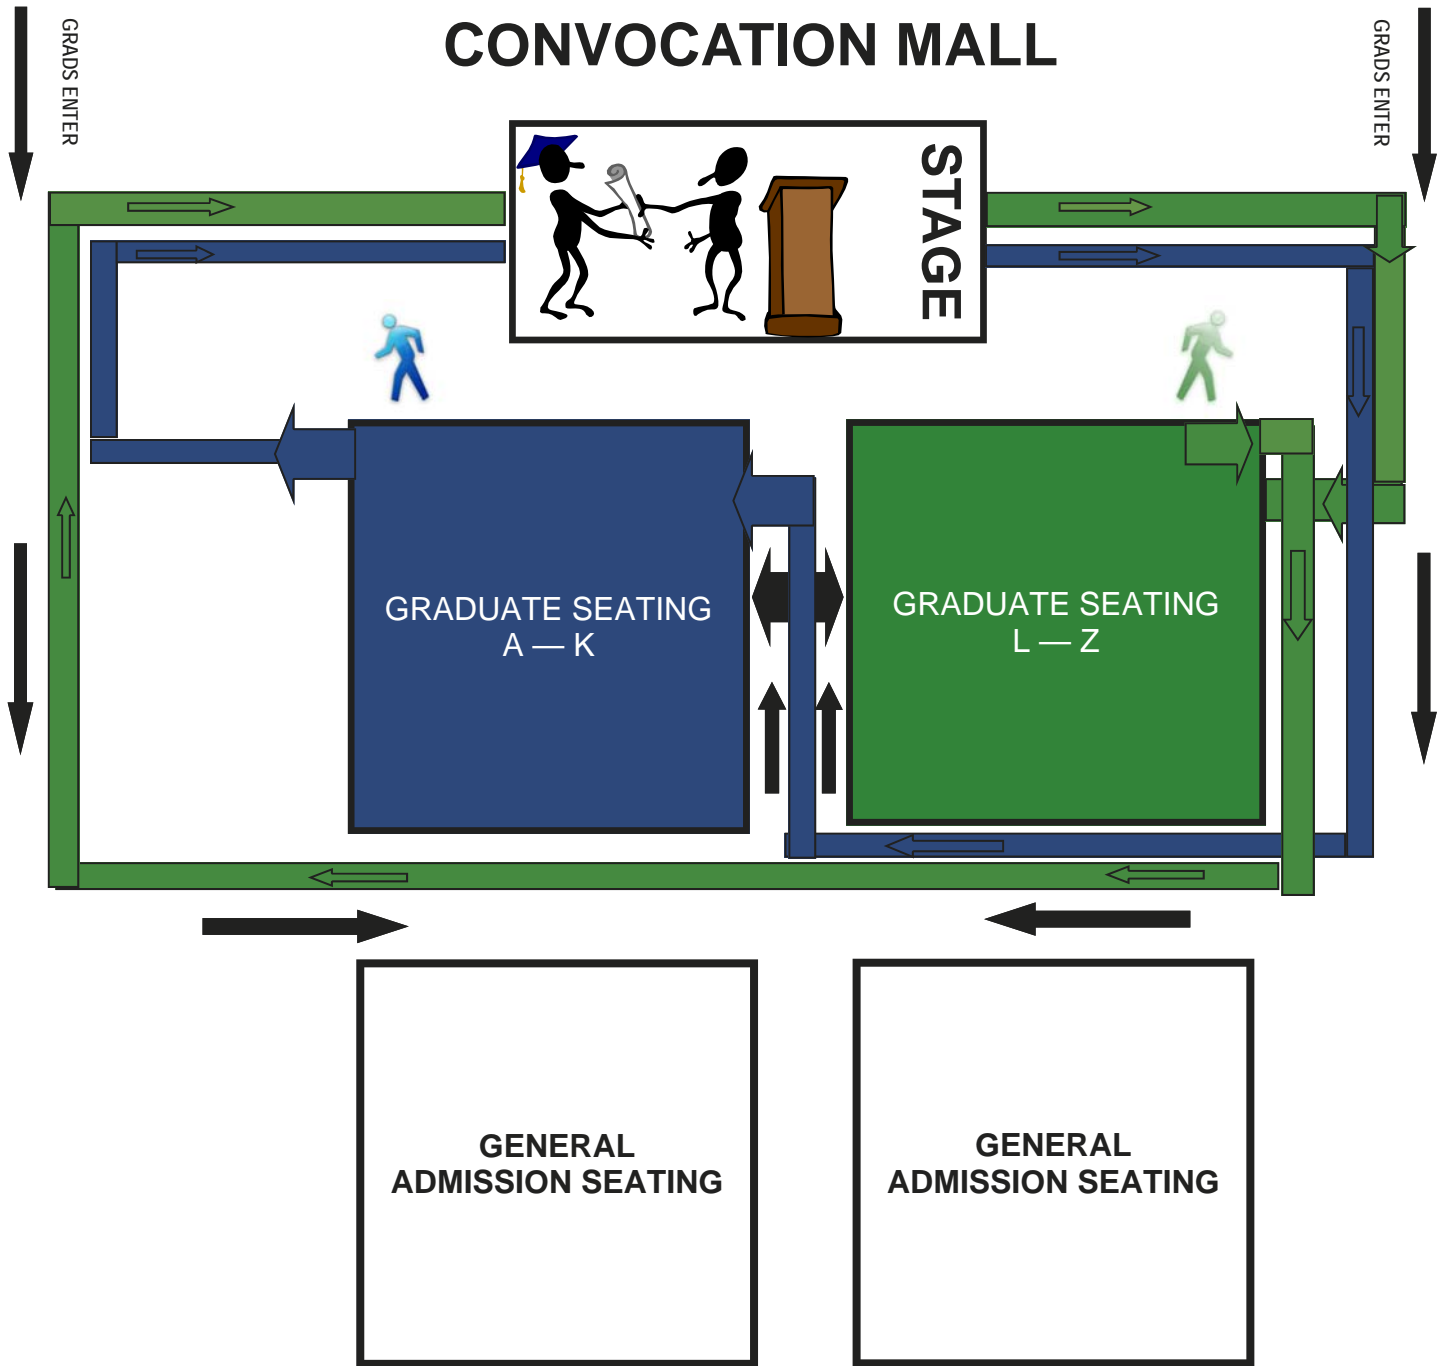 CONVOCATION MALL
GRADS ENTER
GRADS ENTER
STAGE
GRADUATE SEATING
A — K
GRADUATE SEATING
L — Z
GENERAL
ADMISSION SEATING
GENERAL
ADMISSION SEATING